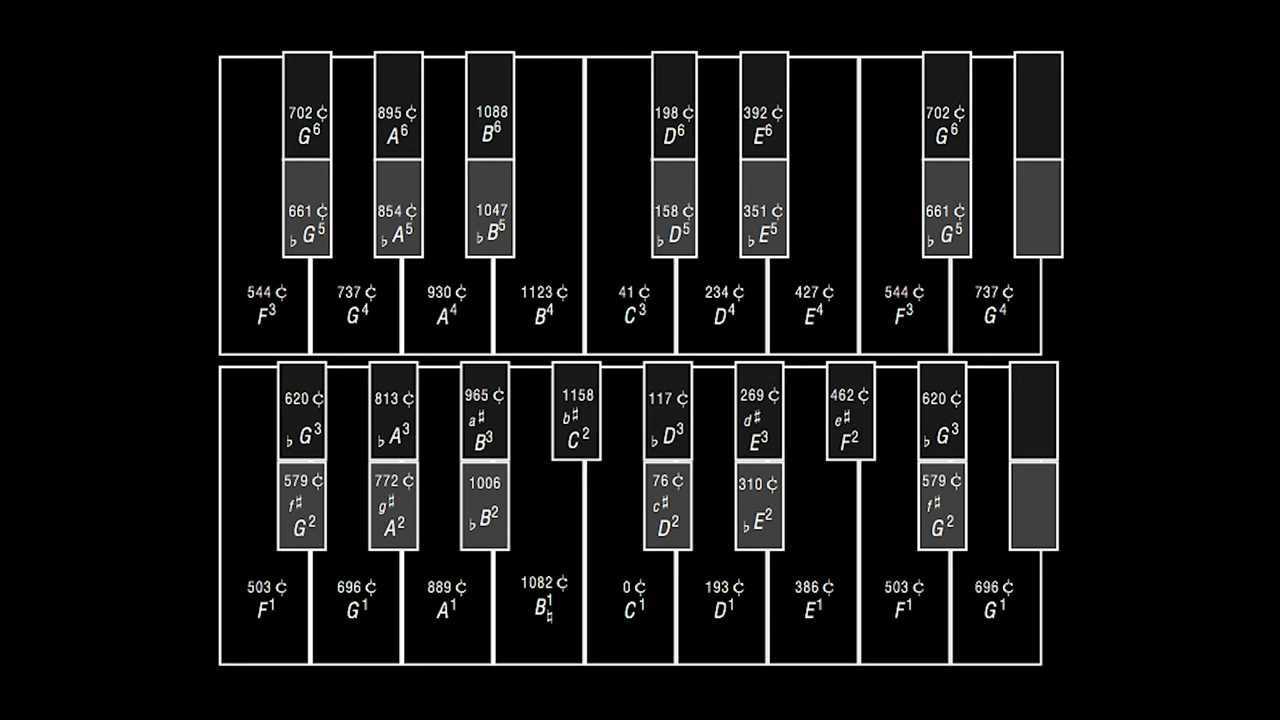 702 ¢ 895 ¢ 1088 198 ¢ 392 ¢ 702 ¢
G⁶ A⁶ B⁶ D⁶ E⁶ G⁶
661 ¢ 854 ¢ 1047 158 ¢ 351 ¢ 661 ¢
♭G⁵ ♭A⁵ ♭B⁵ ♭D⁵ ♭E⁵ ♭G⁵
544 ¢ 737 ¢ 930 ¢ 1123 ¢ 41 ¢ 234 ¢ 427 ¢ 544 ¢ 737 ¢
F³ G⁴ A⁴ B⁴ C³ D⁴ E⁴ F³ G⁴
620 ¢ 813 ¢ 965 ¢ 1158 117 ¢ 269 ¢ 462 ¢ 620 ¢
a♯ b♯ d♯ e♯
♭G³ ♭A³ B³ C² ♭D³ E³ F² ♭G³
579 ¢ 772 ¢ 1006 76 ¢ 310 ¢ 579 ¢
f♯ g♯ c♯ f♯
G² A² ♭B² D² ♭E² G²
503 ¢ 696 ¢ 889 ¢ 1082 ¢ 0 ¢ 193 ¢ 386 ¢ 503 ¢ 696 ¢
F¹ G¹ A¹ B¹♮ C¹ D¹ E¹ F¹ G¹